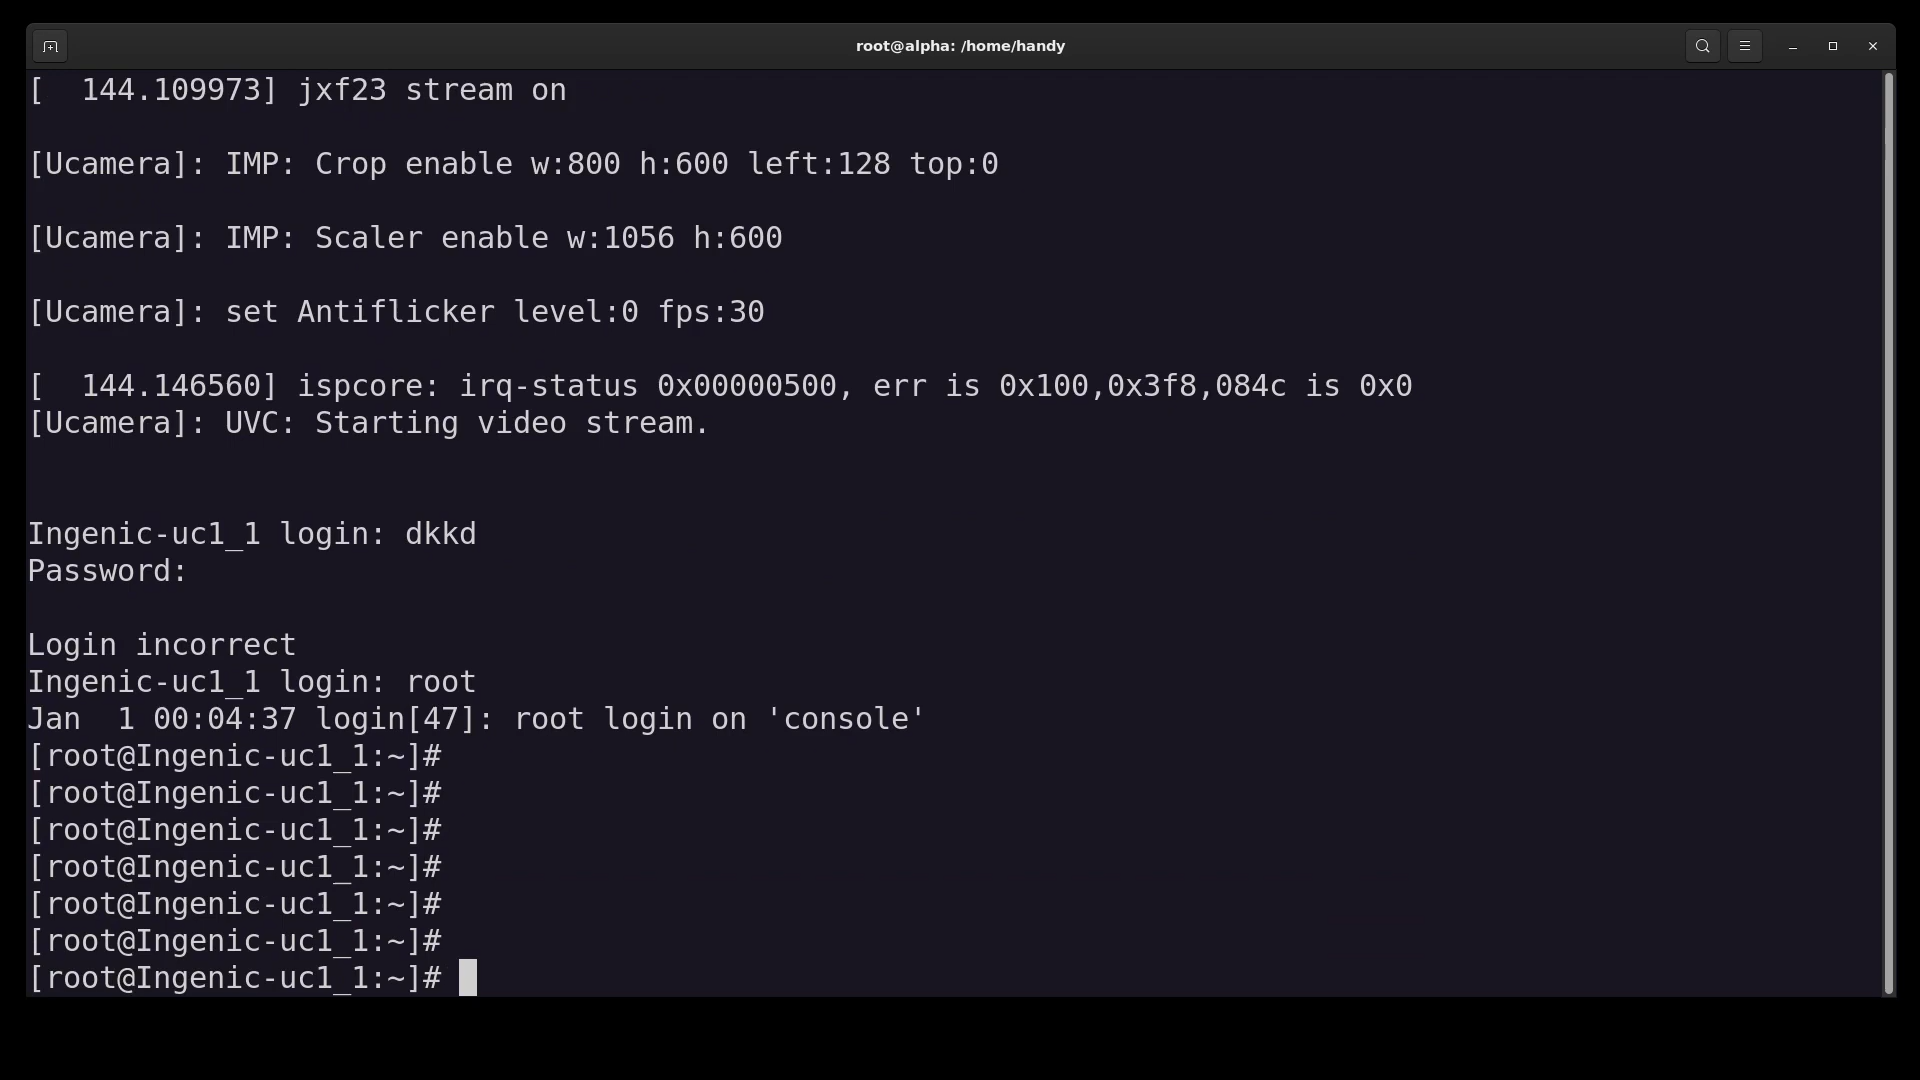 root@alpha: /home/handy
[  144.109973] jxf23 stream on
[Ucamera]: IMP: Crop enable w:800 h:600 left:128 top:0
[Ucamera]: IMP: Scaler enable w:1056 h:600
[Ucamera]: set Antiflicker level:0 fps:30
[  144.146560] ispcore: irq-status 0x00000500, err is 0x100,0x3f8,084c is 0x0
[Ucamera]: UVC: Starting video stream.
Ingenic-uc1_1 login: dkkd
Password:
Login incorrect
Ingenic-uc1_1 login: root
Jan  1 00:04:37 login[47]: root login on 'console'
[root@Ingenic-uc1_1:~]#
[root@Ingenic-uc1_1:~]#
[root@Ingenic-uc1_1:~]#
[root@Ingenic-uc1_1:~]#
[root@Ingenic-uc1_1:~]#
[root@Ingenic-uc1_1:~]#
[root@Ingenic-uc1_1:~]#